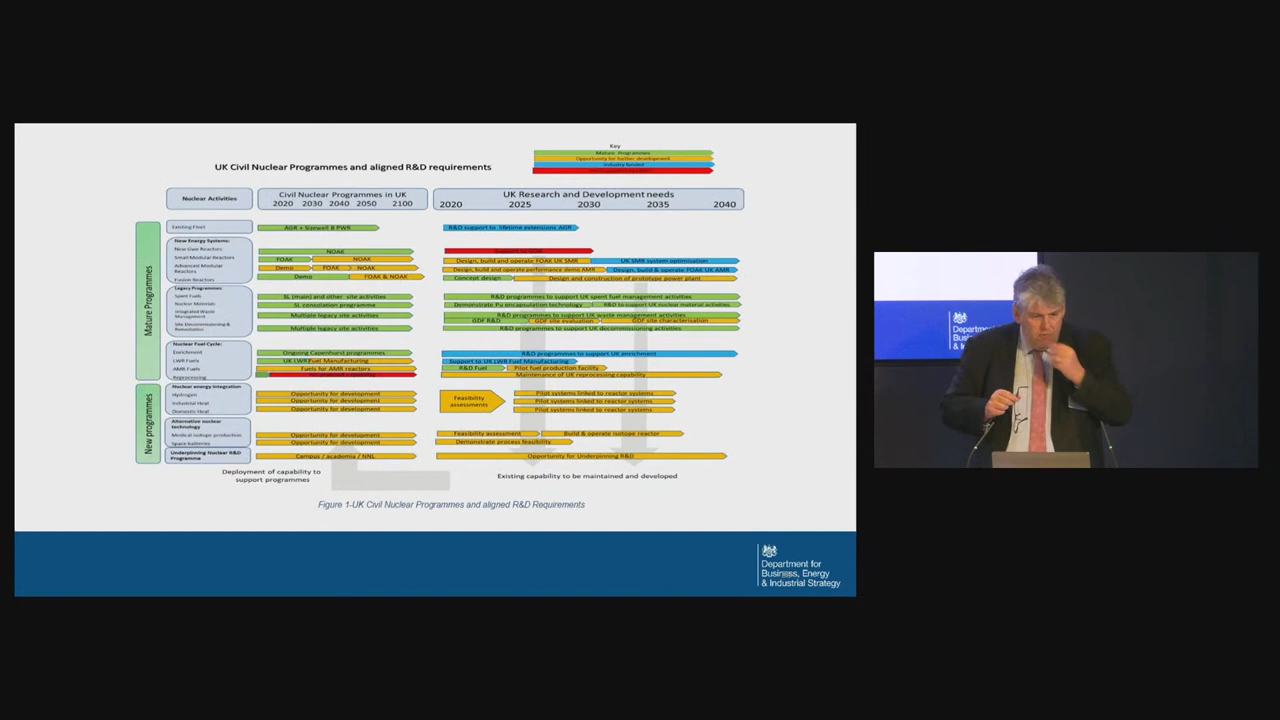 Key
Mature Programmes
Opportunity for further development
Industry funded
UK Civil Nuclear Programmes and aligned R&D requirements
Nuclear Activities
Civil Nuclear Programmes in UK
2020 2030 2040 2050 2100
UK Research and Development needs
2020 2025 2030 2035 2040
Mature Programmes
Existing Fleet
AGR + Sizewell B PWR
R&D support to lifetime extensions AGR
New Energy Systems:
New GWe Reactors
NOAK
Small Modular Reactors
FOAK
NOAK
Design, build and operate FOAK UK SMR
UK SMR system optimisation
Advanced Modular
Reactors
Demo
FOAK
NOAK
Design, build and operate performance demo AMR
Design, build & operate FOAK UK AMR
Fusion Reactors
Demo
FOAK & NOAK
Concept design
Design and construction of prototype power plant
Legacy Programmes
Spent Fuels
SL (main) and other site activities
R&D programmes to support UK spent fuel management activities
Nuclear Materials
SL consolation programme
Demonstrate Pu encapsulation technology
R&D to support UK nuclear material activities
Integrated Waste
Management
Multiple legacy site activities
R&D programmes to support UK waste management activities
GDF R&D
GDF site evaluation
GDF site characterisation
Site Decommissioning &
Remediation
Multiple legacy site activities
R&D programmes to support UK decommissioning activities
Nuclear Fuel Cycle:
Enrichment
Ongoing Capenhurst programmes
R&D programmes to support UK enrichment
LWR Fuels
UK LWR Fuel Manufacturing
Support to UK LWR Fuel Manufacturing
AMR Fuels
Fuels for AMR reactors
R&D Fuel
Pilot fuel production facility
Reprocessing
Maintenance of UK reprocessing capability
New programmes
Nuclear energy integration
Hydrogen
Opportunity for development
Industrial Heat
Opportunity for development
Domestic Heat
Opportunity for development
Feasibility
assessments
Pilot systems linked to reactor systems
Pilot systems linked to reactor systems
Pilot systems linked to reactor systems
Alternative nuclear
technology
Medical isotope production
Opportunity for development
Feasibility assessment
Build & operate isotope reactor
Space batteries
Opportunity for development
Demonstrate process feasibility
Underpinning Nuclear R&D
Programme
Campus / academia / NNL
Opportunity for Underpinning R&D
Deployment of capability to
support programmes
Existing capability to be maintained and developed
Figure 1-UK Civil Nuclear Programmes and aligned R&D Requirements
Department for
Business, Energy
& Industrial Strategy